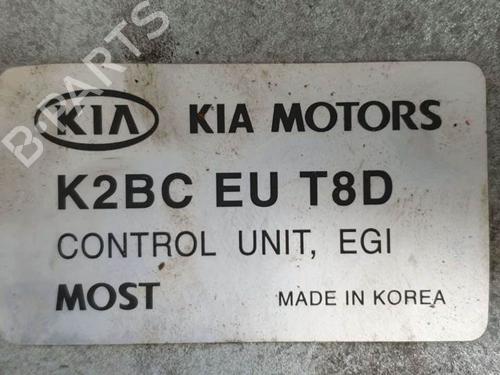 KIA KIA MOTORS
K2BC EU T8D
CONTROL UNIT, EGI
MOST MADE IN KOREA
B-PARTS